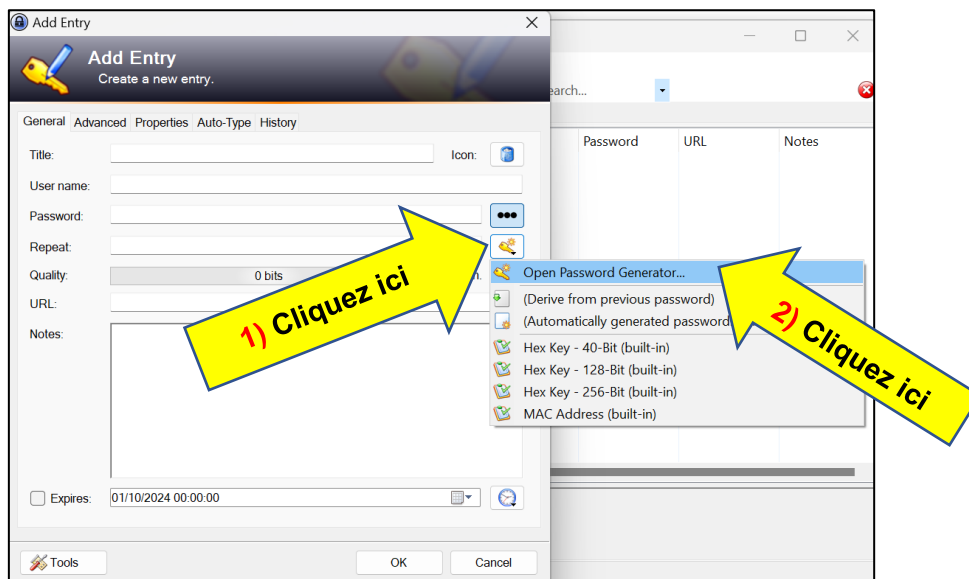 Add Entry
Add Entry
Create a new entry.
General Advanced Properties Auto-Type History
Title:
Icon:
User name:
Password:
Repeat:
Quality:
0 bits
URL:
Notes:
Expires:
01/10/2024 00:00:00
Tools
OK
Cancel
1) Cliquez ici
Password
URL
Notes
Open Password Generator...
(Derive from previous password)
(Automatically generated password
Hex Key - 40-Bit (built-in)
Hex Key - 128-Bit (built-in)
Hex Key - 256-Bit (built-in)
MAC Address (built-in)
2) Cliquez ici